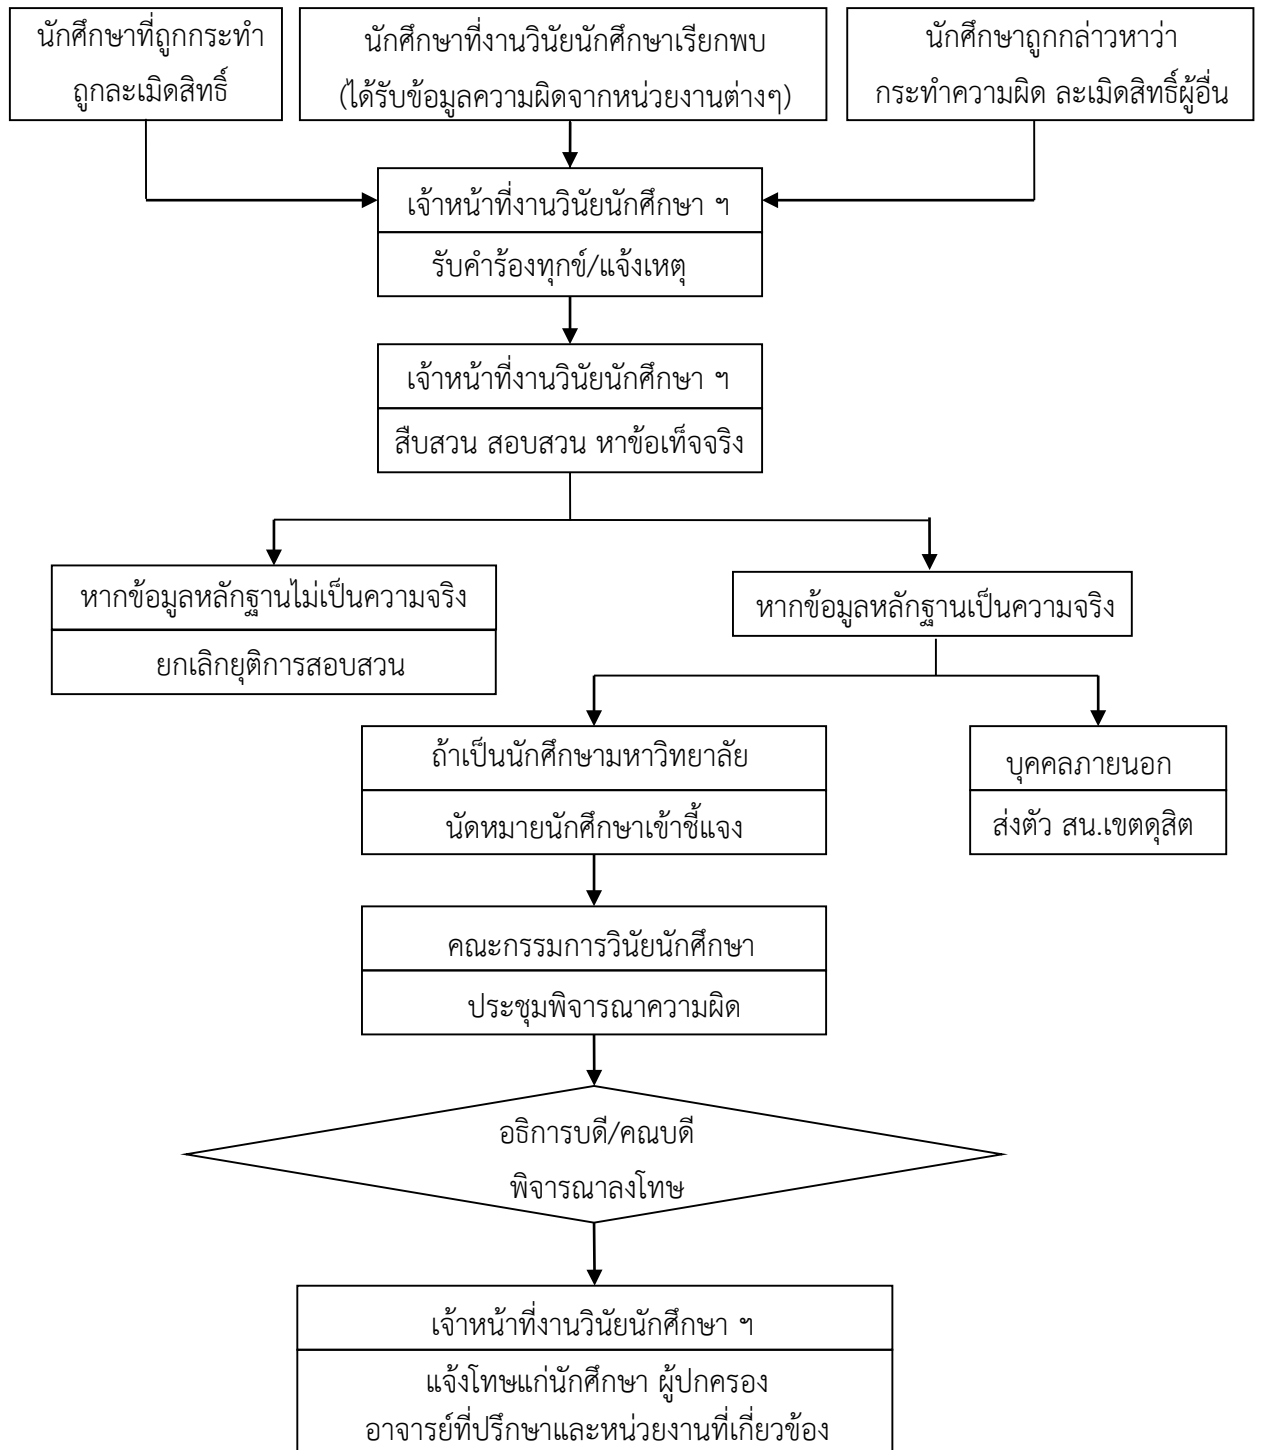 นักศึกษาที่ถูกกระทำ
ถูกละเมิดสิทธิ์
นักศึกษาที่งานวินัยนักศึกษาเรียกพบ
(ได้รับข้อมูลความผิดจากหน่วยงานต่างๆ)
นักศึกษาถูกกล่าวหาว่า
กระทำความผิด ละเมิดสิทธิ์ผู้อื่น
เจ้าหน้าที่งานวินัยนักศึกษา ฯ
รับคำร้องทุกข์/แจ้งเหตุ
เจ้าหน้าที่งานวินัยนักศึกษา ฯ
สืบสวน สอบสวน หาข้อเท็จจริง
หากข้อมูลหลักฐานไม่เป็นความจริง
ยกเลิกยุติการสอบสวน
หากข้อมูลหลักฐานเป็นความจริง
ถ้าเป็นนักศึกษามหาวิทยาลัย
นัดหมายนักศึกษาเข้าชี้แจง
บุคคลภายนอก
ส่งตัว สน.เขตดุสิต
คณะกรรมการวินัยนักศึกษา
ประชุมพิจารณาความผิด
อธิการบดี/คณบดี
พิจารณาลงโทษ
เจ้าหน้าที่งานวินัยนักศึกษา ฯ
แจ้งโทษแก่นักศึกษา ผู้ปกครอง
อาจารย์ที่ปรึกษาและหน่วยงานที่เกี่ยวข้อง